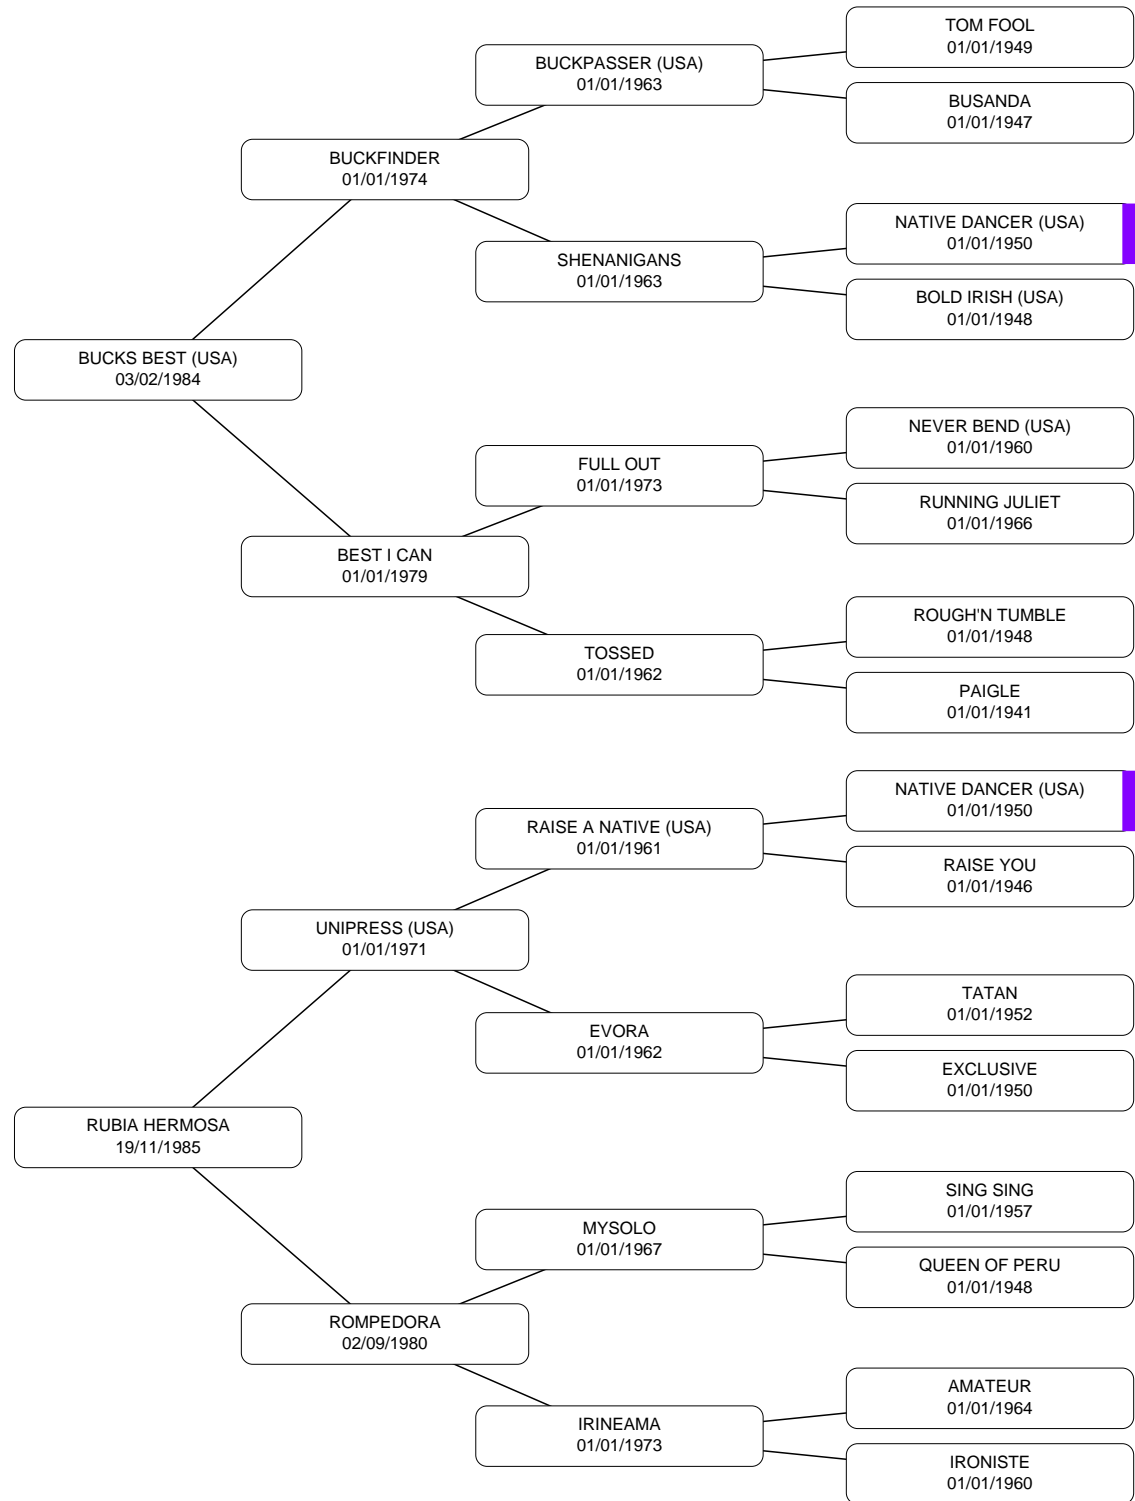 TOM FOOL
01/01/1949
BUCKPASSER (USA)
01/01/1963
BUSANDA
01/01/1947
BUCKFINDER
01/01/1974
NATIVE DANCER (USA)
01/01/1950
SHENANIGANS
01/01/1963
BOLD IRISH (USA)
01/01/1948
BUCKS BEST (USA)
03/02/1984
NEVER BEND (USA)
01/01/1960
FULL OUT
01/01/1973
RUNNING JULIET
01/01/1966
BEST I CAN
01/01/1979
ROUGH'N TUMBLE
01/01/1948
TOSSED
01/01/1962
PAIGLE
01/01/1941
NATIVE DANCER (USA)
01/01/1950
RAISE A NATIVE (USA)
01/01/1961
RAISE YOU
01/01/1946
UNIPRESS (USA)
01/01/1971
TATAN
01/01/1952
EVORA
01/01/1962
EXCLUSIVE
01/01/1950
RUBIA HERMOSA
19/11/1985
SING SING
01/01/1957
MYSOLO
01/01/1967
QUEEN OF PERU
01/01/1948
ROMPEDORA
02/09/1980
AMATEUR
01/01/1964
IRINEAMA
01/01/1973
IRONISTE
01/01/1960